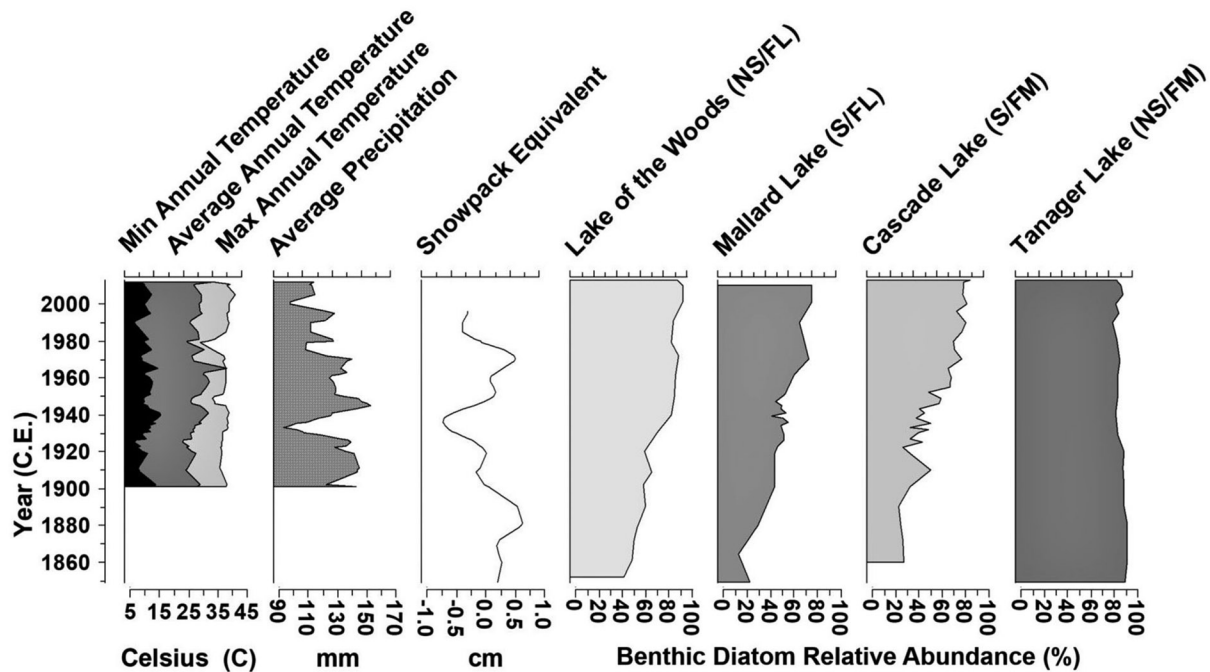 Min Annual Temperature
Average Annual Temperature
Max Annual Temperature
Average Precipitation
Snowpack Equivalent
Lake of the Woods (NS/FL)
Mallard Lake (S/FL)
Cascade Lake (S/FM)
Tanager Lake (NS/FM)
Year (C.E.)
2000
1980
1960
1940
1920
1900
1880
1860
5 15 25 35 45
90 110 130 150 170
-1.0 -0.5 0.0 0.5 1.0
0 20 40 60 80 100
0 20 40 60 80 100
0 20 40 60 80 100
0 20 40 60 80 100
Celsius (C)
mm
cm
Benthic Diatom Relative Abundance (%)